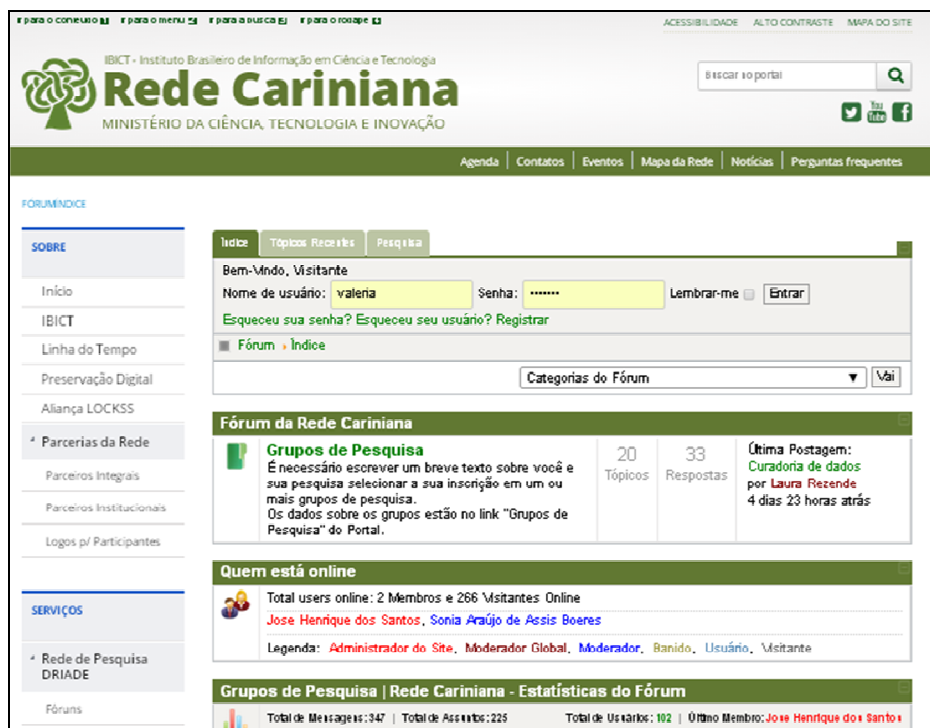 Ir para o conteúdo 1 Ir para o menu 2 Ir para a busca 3 Ir para o rodapé 4
ACESSIBILIDADE ALTO CONTRASTE MAPA DO SITE
IBICT - Instituto Brasileiro de Informação em Ciência e Tecnologia
Rede Cariniana
MINISTÉRIO DA CIÊNCIA, TECNOLOGIA E INOVAÇÃO
Buscar no portal
You Tube
Agenda | Contatos | Eventos | Mapa da Rede | Notícias | Perguntas frequentes
FORUMÍNDICE
SOBRE
Início
IBICT
Linha do Tempo
Preservação Digital
Aliança LOCKSS
Parcerias da Rede
Parceiros Integrais
Parceiros Institucionais
Logos p/ Participantes
SERVIÇOS
Rede de Pesquisa
DRIADE
Fóruns
Índice Tópicos Recentes Pesquisa
Bem-Vindo, Visitante
Nome de usuário: valeria Senha: ······· Lembrar-me Entrar
Esqueceu sua senha? Esqueceu seu usuário? Registrar
Fórum Índice
Categorias do Fórum Vai
Fórum da Rede Cariniana
Grupos de Pesquisa
É necessário escrever um breve texto sobre você e
sua pesquisa selecionar a sua inscrição em um ou
mais grupos de pesquisa.
Os dados sobre os grupos estão no link "Grupos de
Pesquisa" do Portal.
20
Tópicos
33
Respostas
Última Postagem:
Curadoria de dados
por Laura Rezende
4 dias 23 horas atrás
Quem está online
Total users online: 2 Membros e 266 Visitantes Online
Jose Henrique dos Santos, Sonia Araújo de Assis Boeres
Legenda: Administrador do Site, Moderador Global, Moderador, Banido, Usuário, Visitante
Grupos de Pesquisa | Rede Cariniana - Estatísticas do Fórum
Total de Mensagens: 347 | Total de Assuntos: 225 Total de Usuários: 102 | Último Membro: Jose Henrique dos Santos